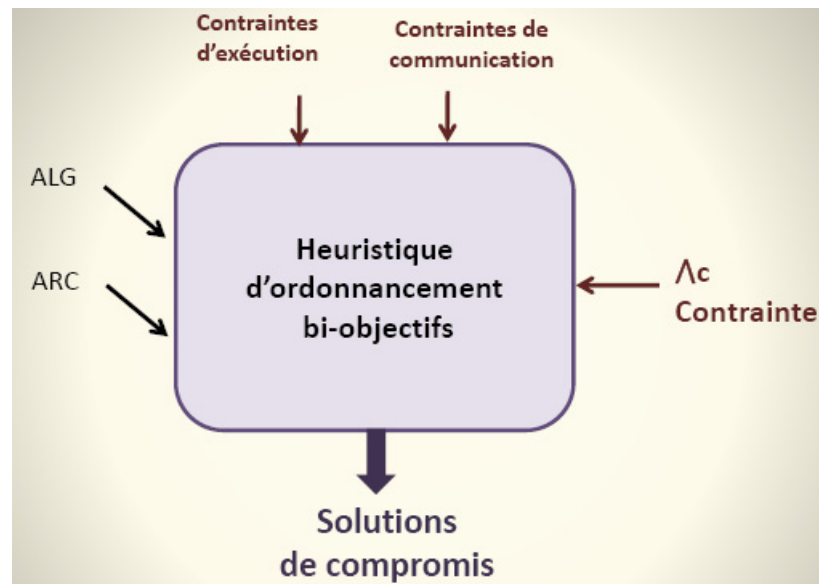 Contraintes
d'exécution
Contraintes de
communication
ALG
ARC
Heuristique
d'ordonnancement
bi-objectifs
Λc
Contrainte
Solutions
de compromis